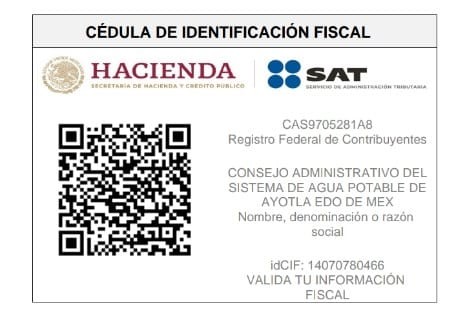 CÉDULA DE IDENTIFICACIÓN FISCAL
HACIENDA
SECRETARÍA DE HACIENDA Y CRÉDITO PÚBLICO
SAT
SERVICIO DE ADMINISTRACIÓN TRIBUTARIA
CAS9705281A8
Registro Federal de Contribuyentes
CONSEJO ADMINISTRATIVO DEL
SISTEMA DE AGUA POTABLE DE
AYOTLA EDO DE MEX
Nombre, denominación o razón
social
idCIF: 14070780466
VALIDA TU INFORMACIÓN
FISCAL